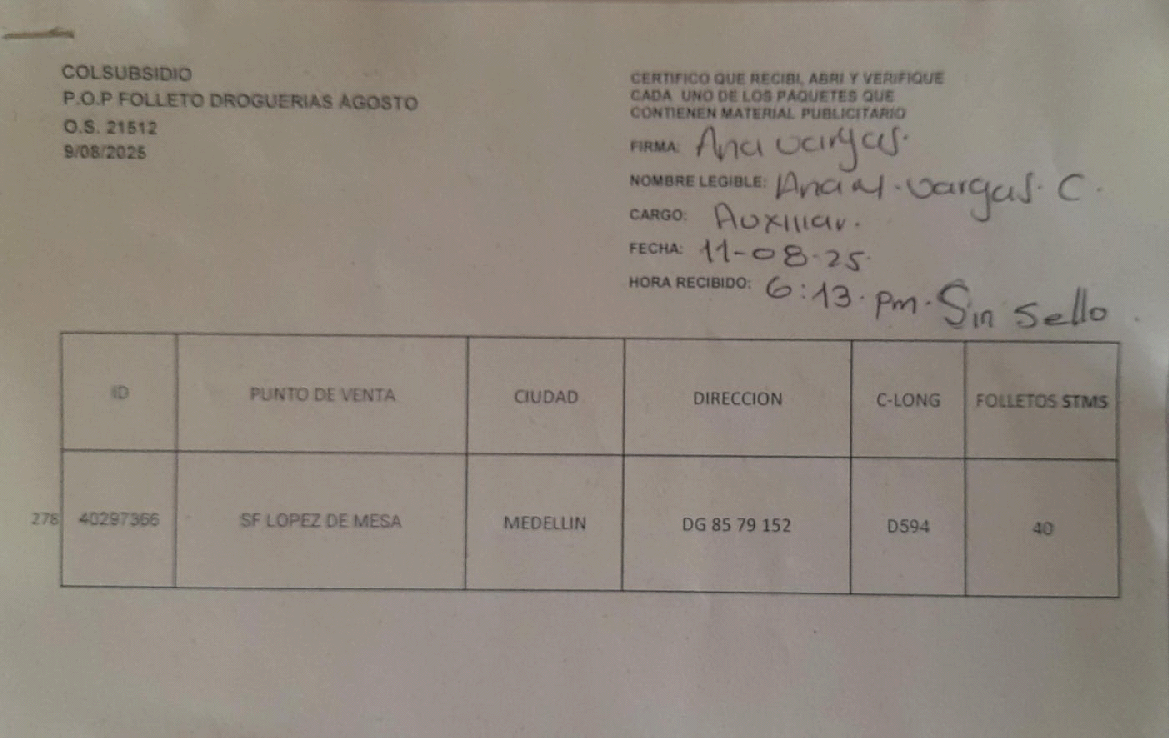 COLSUBSIDIO
P.O.P FOLLETO DROGUERIAS AGOSTO
O.S. 21512
9/08/2025
CERTIFICO QUE RECIBI, ABRI Y VERIFIQUE
CADA UNO DE LOS PAQUETES QUE
CONTIENEN MATERIAL PUBLICITARIO
FIRMA: Ana vargas.
NOMBRE LEGIBLE: Ana M. vargas. C.
CARGO: Auxiliar.
FECHA: 11-08-25.
HORA RECIBIDO: 6:13. pm. Sin Sello.
ID PUNTO DE VENTA CIUDAD DIRECCION C-LONG FOLLETOS STMS
278 40297366 SF LOPEZ DE MESA MEDELLIN DG 85 79 152 D594 40